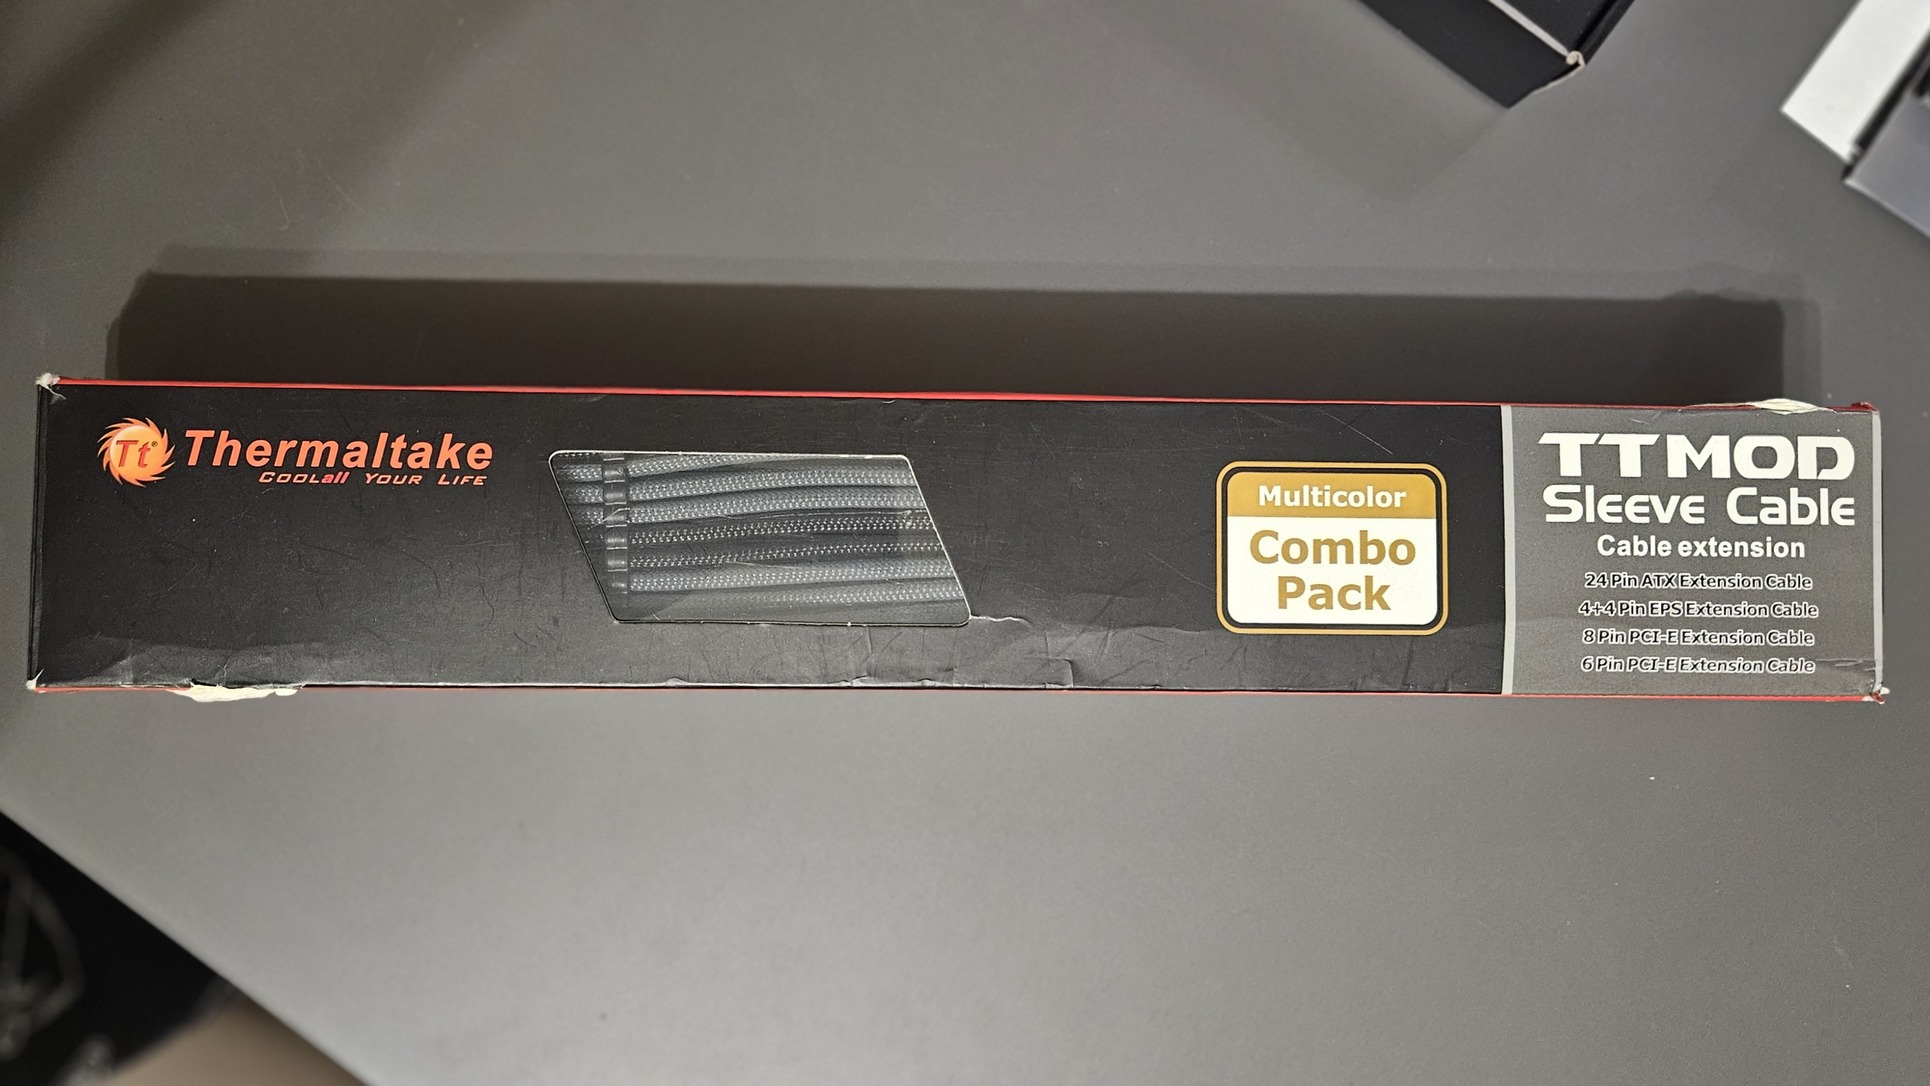 Tt®
Thermaltake
COOLall YOUR LIFE
Multicolor
Combo
Pack
TTMOD
Sleeve Cable
Cable extension
24 Pin ATX Extension Cable
4+4 Pin EPS Extension Cable
8 Pin PCI-E Extension Cable
6 Pin PCI-E Extension Cable